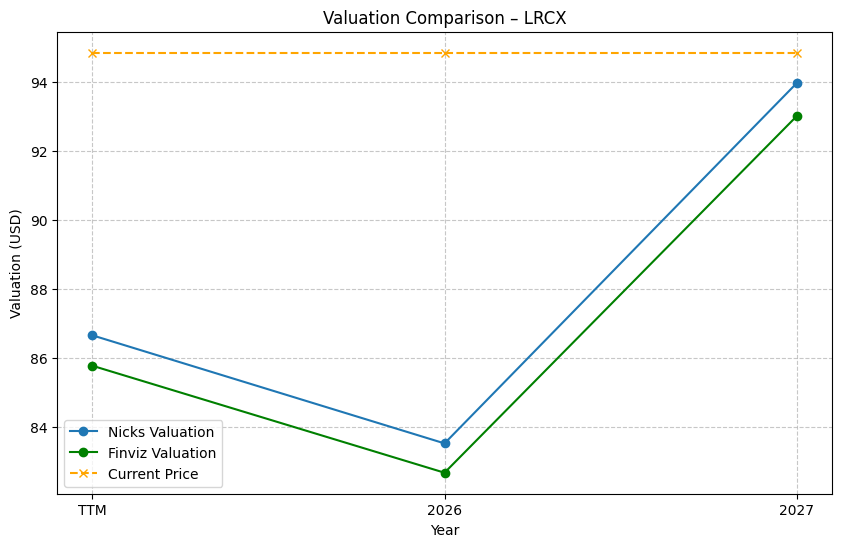 Valuation Comparison – LRCX
Valuation (USD)
94
92
90
88
86
84
Nicks Valuation
Finviz Valuation
Current Price
TTM
2026
2027
Year